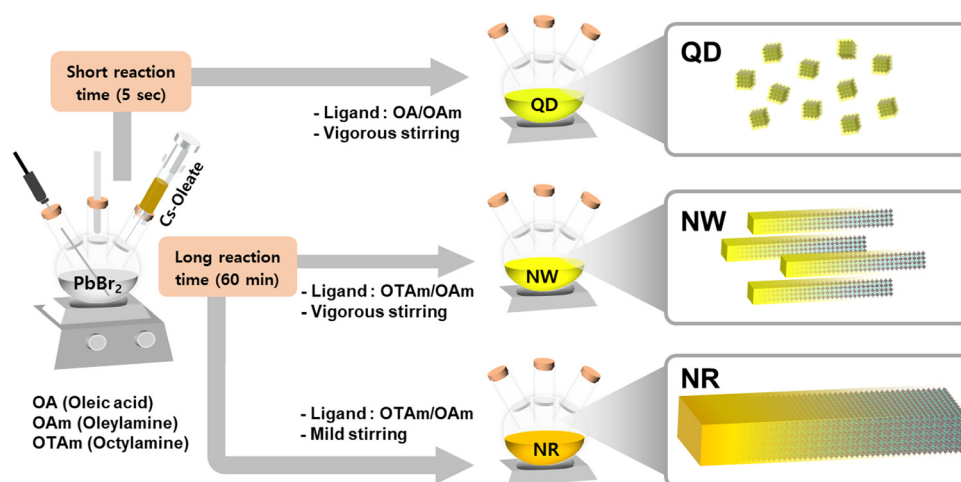 Short reaction
time (5 sec)
- Ligand : OA/OAm
- Vigorous stirring
QD
QD
Cs-Oleate
PbBr₂
Long reaction
time (60 min)
- Ligand : OTAm/OAm
- Vigorous stirring
NW
NW
OA (Oleic acid)
OAm (Oleylamine)
OTAm (Octylamine)
- Ligand : OTAm/OAm
- Mild stirring
NR
NR